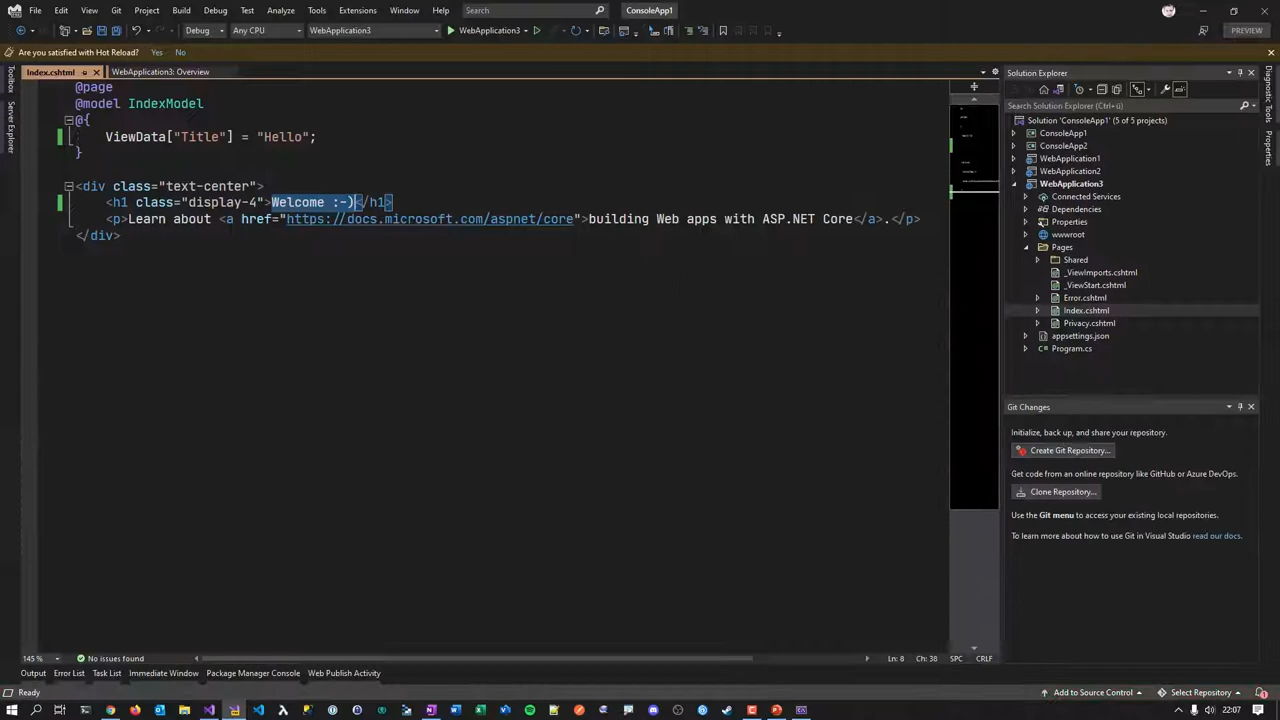 File Edit View Git Project Build Debug Test Analyze Tools Extensions Window Help Search ConsoleApp1
Debug Any CPU WebApplication3 WebApplication3 PREVIEW
Are you satisfied with Hot Reload? Yes No
Index.cshtml WebApplication3: Overview
Toolbox
Server Explorer
@page
@model IndexModel
@{
ViewData["Title"] = "Hello";
}
<div class="text-center">
<h1 class="display-4">Welcome :-)</h1>
<p>Learn about <a href="https://docs.microsoft.com/aspnet/core">building Web apps with ASP.NET Core</a>.</p>
</div>
Solution Explorer
Search Solution Explorer (Ctrl+ü)
Solution 'ConsoleApp1' (5 of 5 projects)
ConsoleApp1
ConsoleApp2
WebApplication1
WebApplication2
WebApplication3
Connected Services
Dependencies
Properties
wwwroot
Pages
Shared
_ViewImports.cshtml
_ViewStart.cshtml
Error.cshtml
Index.cshtml
Privacy.cshtml
appsettings.json
Program.cs
Diagnostic Tools
Properties
Git Changes
Initialize, back up, and share your repository.
Create Git Repository...
Get code from an online repository like GitHub or Azure DevOps.
Clone Repository...
Use the Git menu to access your existing local repositories.
To learn more about how to use Git in Visual Studio read our docs.
145 % No issues found Ln: 8 Ch: 38 SPC CRLF
Output Error List Task List Immediate Window Package Manager Console Web Publish Activity
Ready Add to Source Control Select Repository 1
22:07